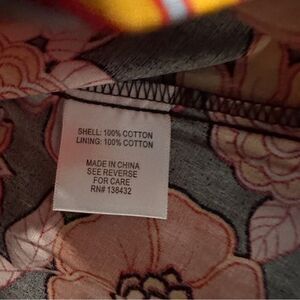 SHELL: 100% COTTON
LINING: 100% COTTON
MADE IN CHINA
SEE REVERSE
FOR CARE
RN# 138432